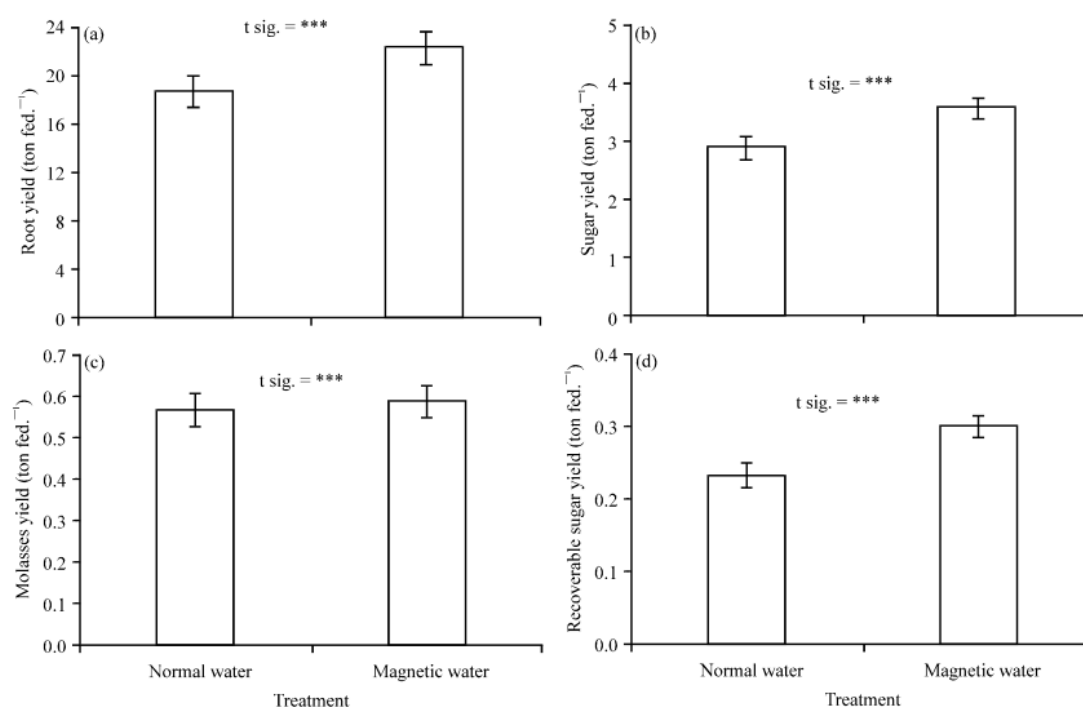 (a)
t sig. = ***
Root yield (ton fed.⁻¹)
24
20
16
12
8
4
0
(b)
t sig. = ***
Sugar yield (ton fed.⁻¹)
5
4
3
2
1
0
(c)
t sig. = ***
Molasses yield (ton fed.⁻¹)
0.7
0.6
0.5
0.4
0.3
0.2
0.1
0.0
Normal water
Magnetic water
Treatment
(d)
t sig. = ***
Recoverable sugar yield (ton fed.⁻¹)
0.4
0.3
0.2
0.1
0.0
Normal water
Magnetic water
Treatment